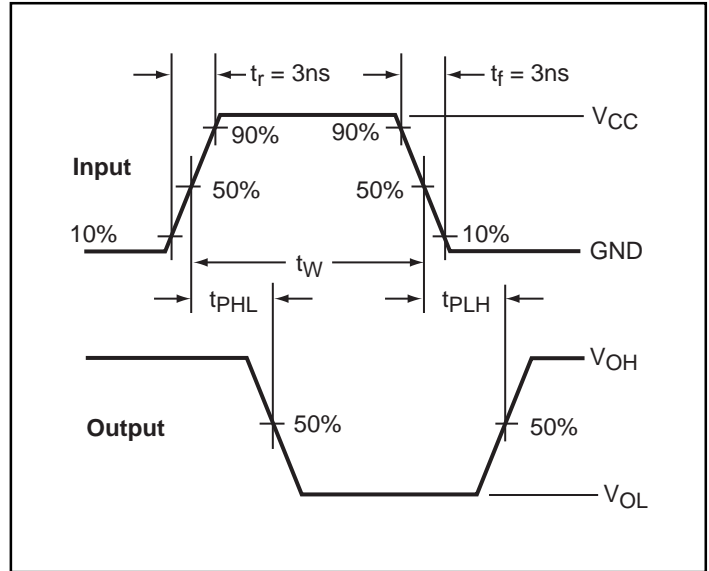 tr = 3ns
tf = 3ns
VCC
90%
90%
Input
50%
50%
10%
10%
GND
tW
tPHL
tPLH
VOH
Output
50%
50%
VOL